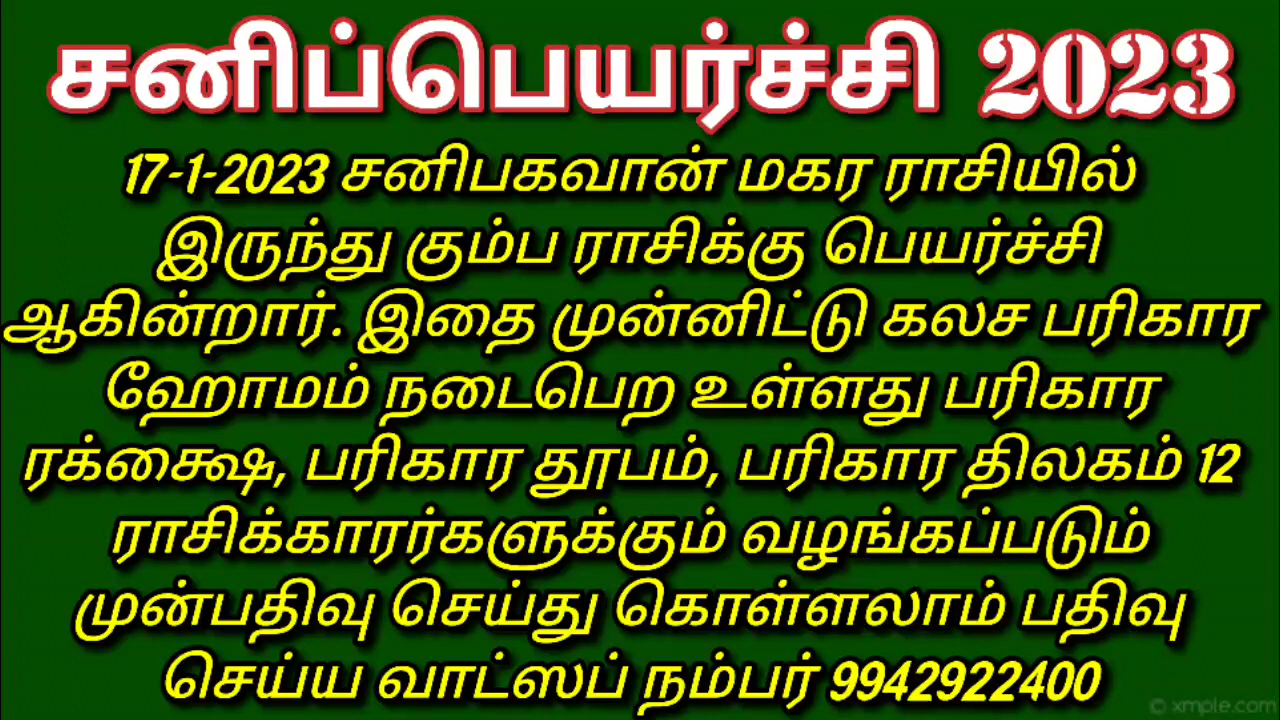 சனிப்பெயர்ச்சி 2023
17-1-2023 சனிபகவான் மகர ராசியில்
இருந்து கும்ப ராசிக்கு பெயர்ச்சி
ஆகின்றார். இதை முன்னிட்டு கலச பரிகார
ஹோமம் நடைபெற உள்ளது பரிகார
ரக்க்ஷை, பரிகார தூபம், பரிகார திலகம் 12
ராசிக்காரர்களுக்கும் வழங்கப்படும்
முன்பதிவு செய்து கொள்ளலாம் பதிவு
செய்ய வாட்ஸப் நம்பர் 9942922400
© xmple.com